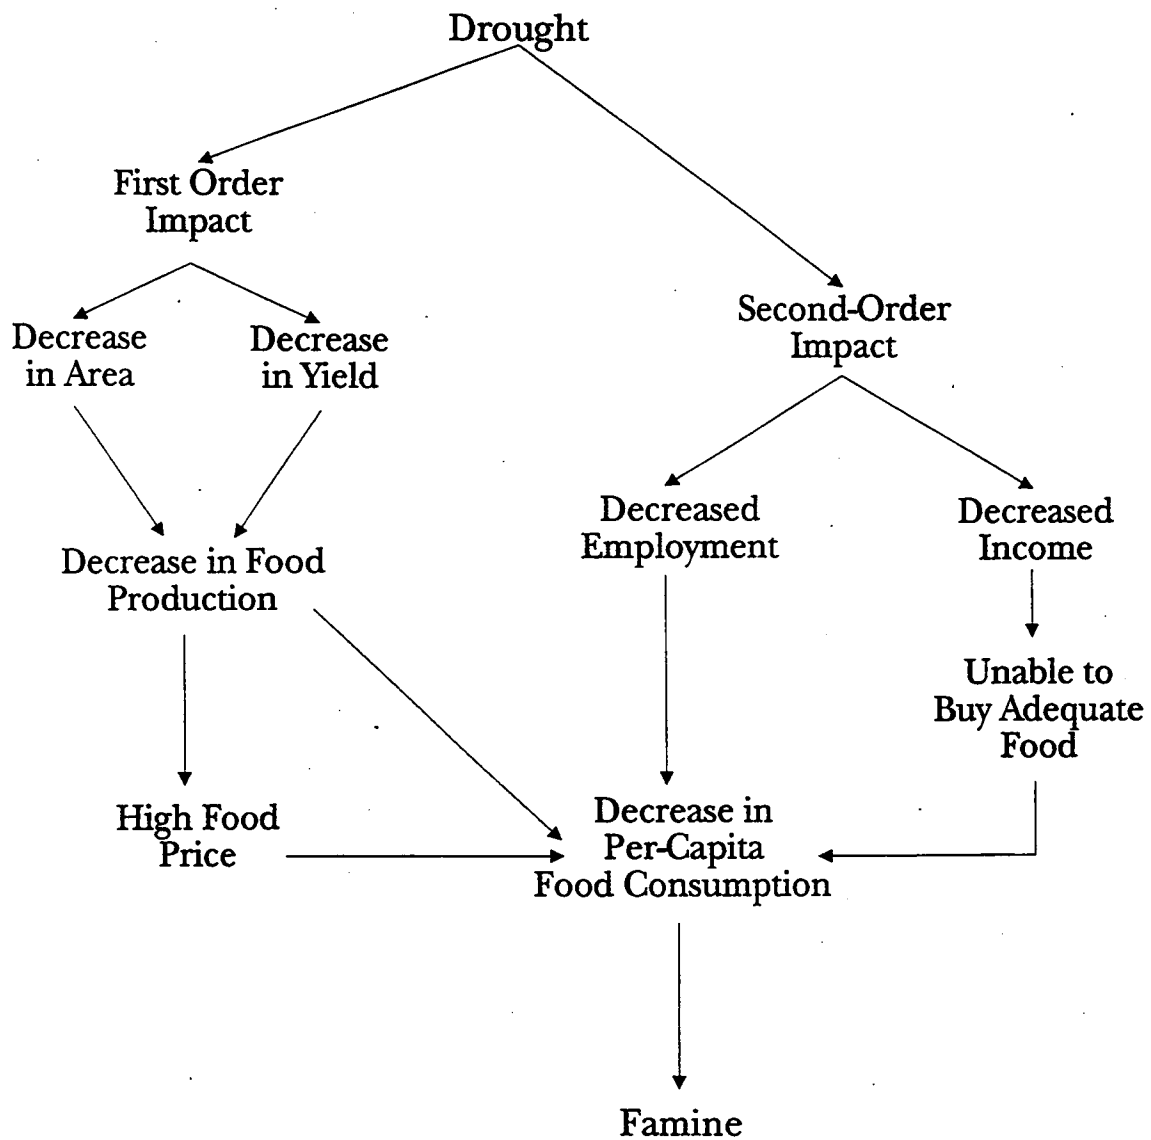 Drought
First Order
Impact
Second-Order
Impact
Decrease
in Area
Decrease
in Yield
Decreased
Employment
Decreased
Income
Decrease in Food
Production
Unable to
Buy Adequate
Food
High Food
Price
Decrease in
Per-Capita
Food Consumption
Famine